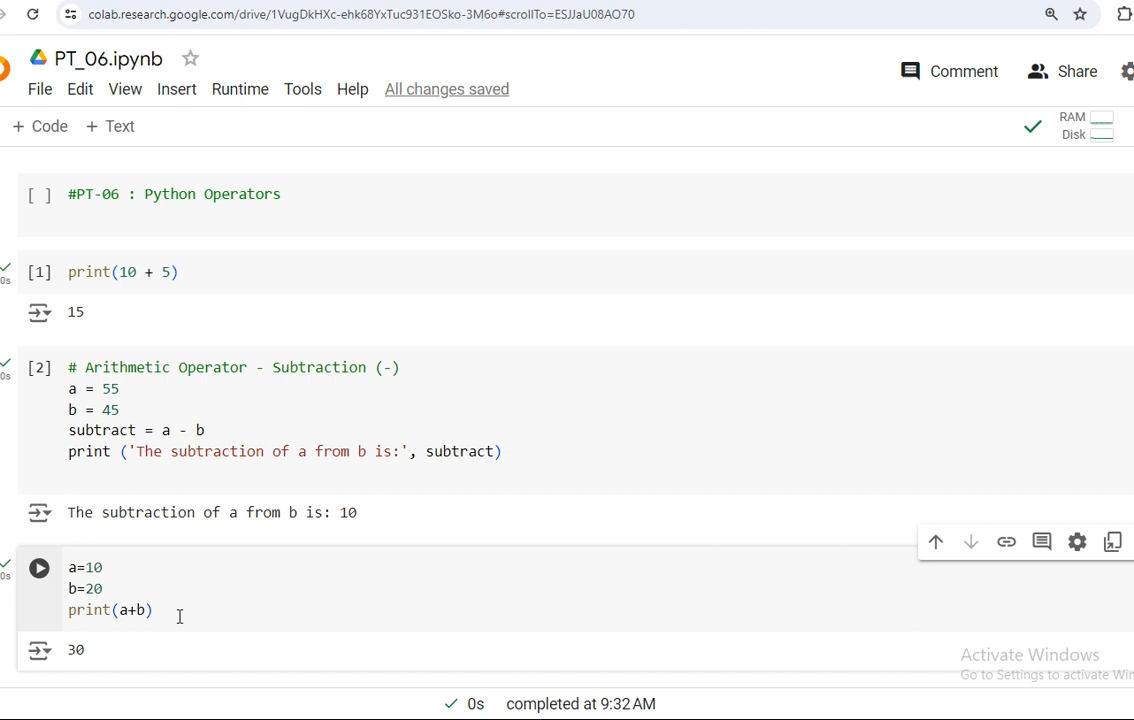 colab.research.google.com/drive/1VugDkHXc-ehk68YxTuc931EOSko-3M6o#scrollTo=ESJJaU08AO70
PT_06.ipynb
Comment Share
File Edit View Insert Runtime Tools Help All changes saved
+ Code + Text
RAM
Disk
[ ] #PT-06 : Python Operators
[1] print(10 + 5)
0s
15
[2] # Arithmetic Operator - Subtraction (-)
0s
a = 55
b = 45
subtract = a - b
print ('The subtraction of a from b is:', subtract)
The subtraction of a from b is: 10
a=10
0s
b=20
print(a+b)
30
Activate Windows
Go to Settings to activate Win
0s completed at 9:32 AM